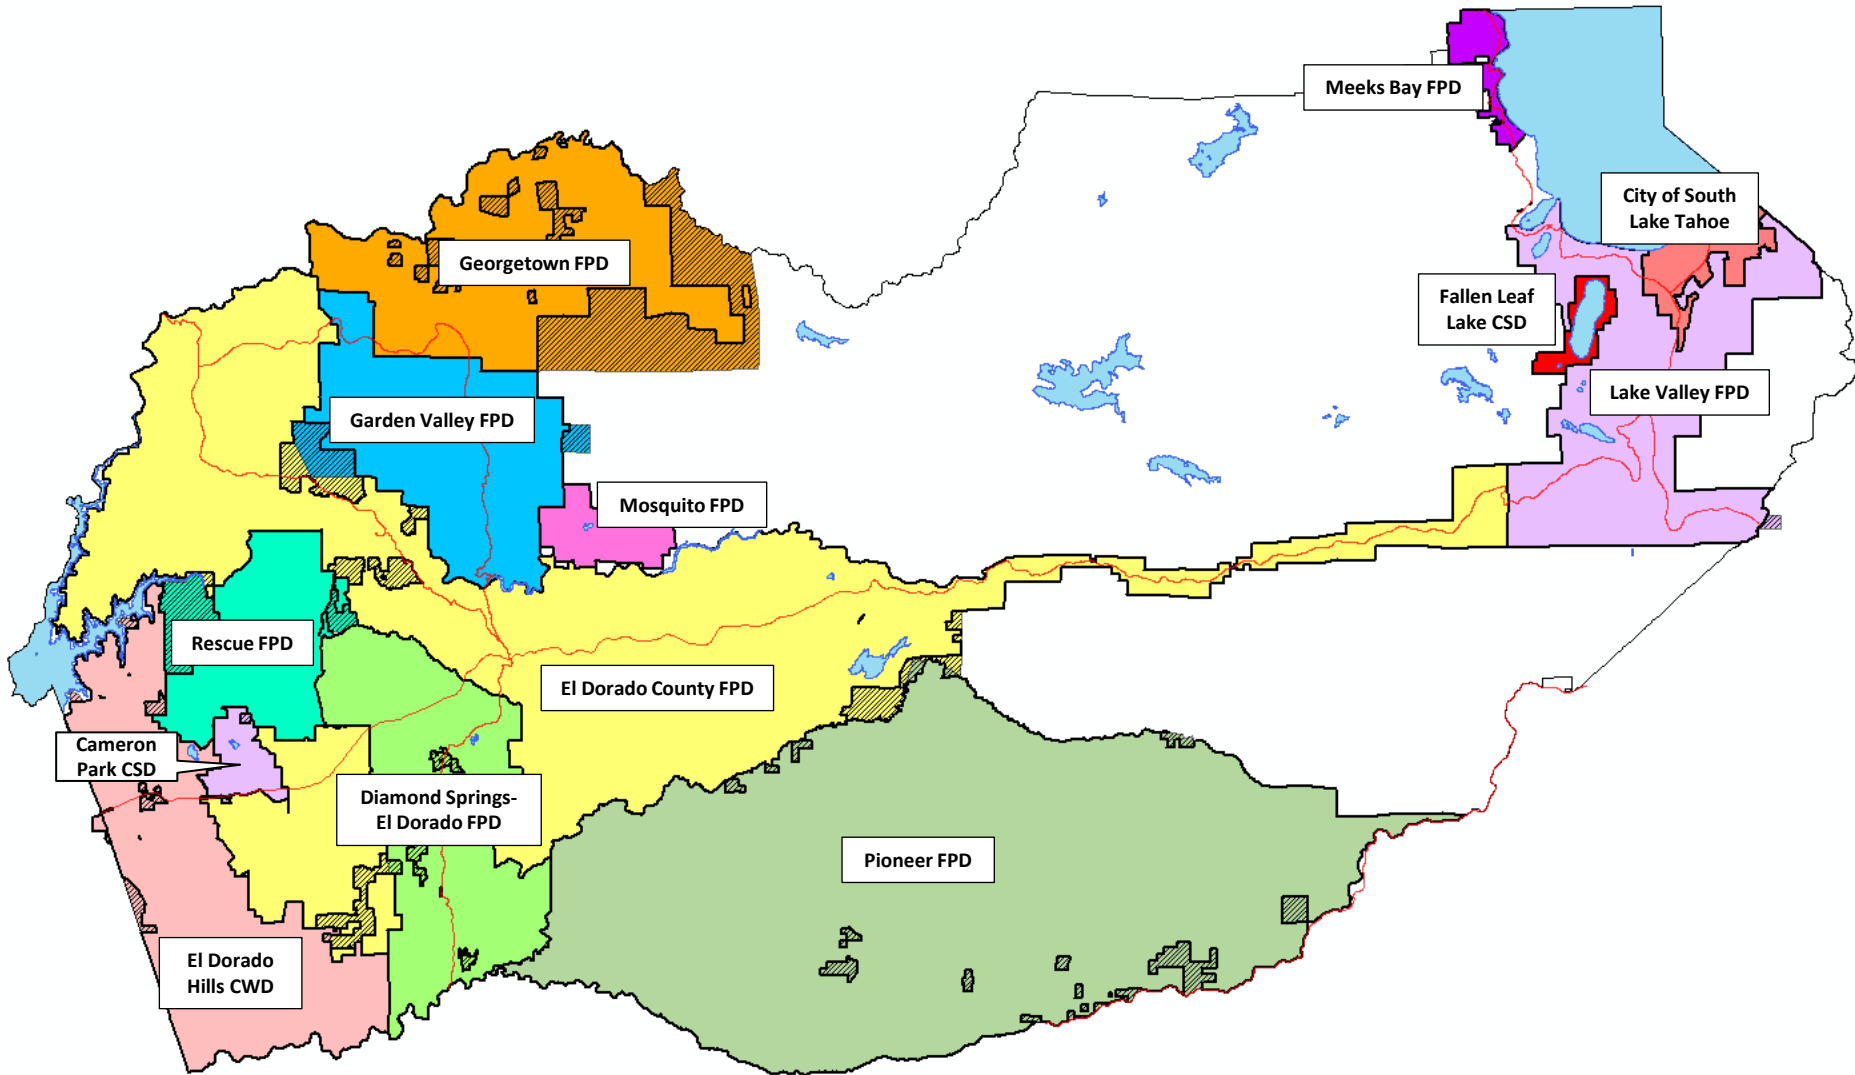 Meeks Bay FPD
City of South
Lake Tahoe
Georgetown FPD
Fallen Leaf
Lake CSD
Lake Valley FPD
Garden Valley FPD
Mosquito FPD
Rescue FPD
El Dorado County FPD
Cameron
Park CSD
Diamond Springs-
El Dorado FPD
Pioneer FPD
El Dorado
Hills CWD